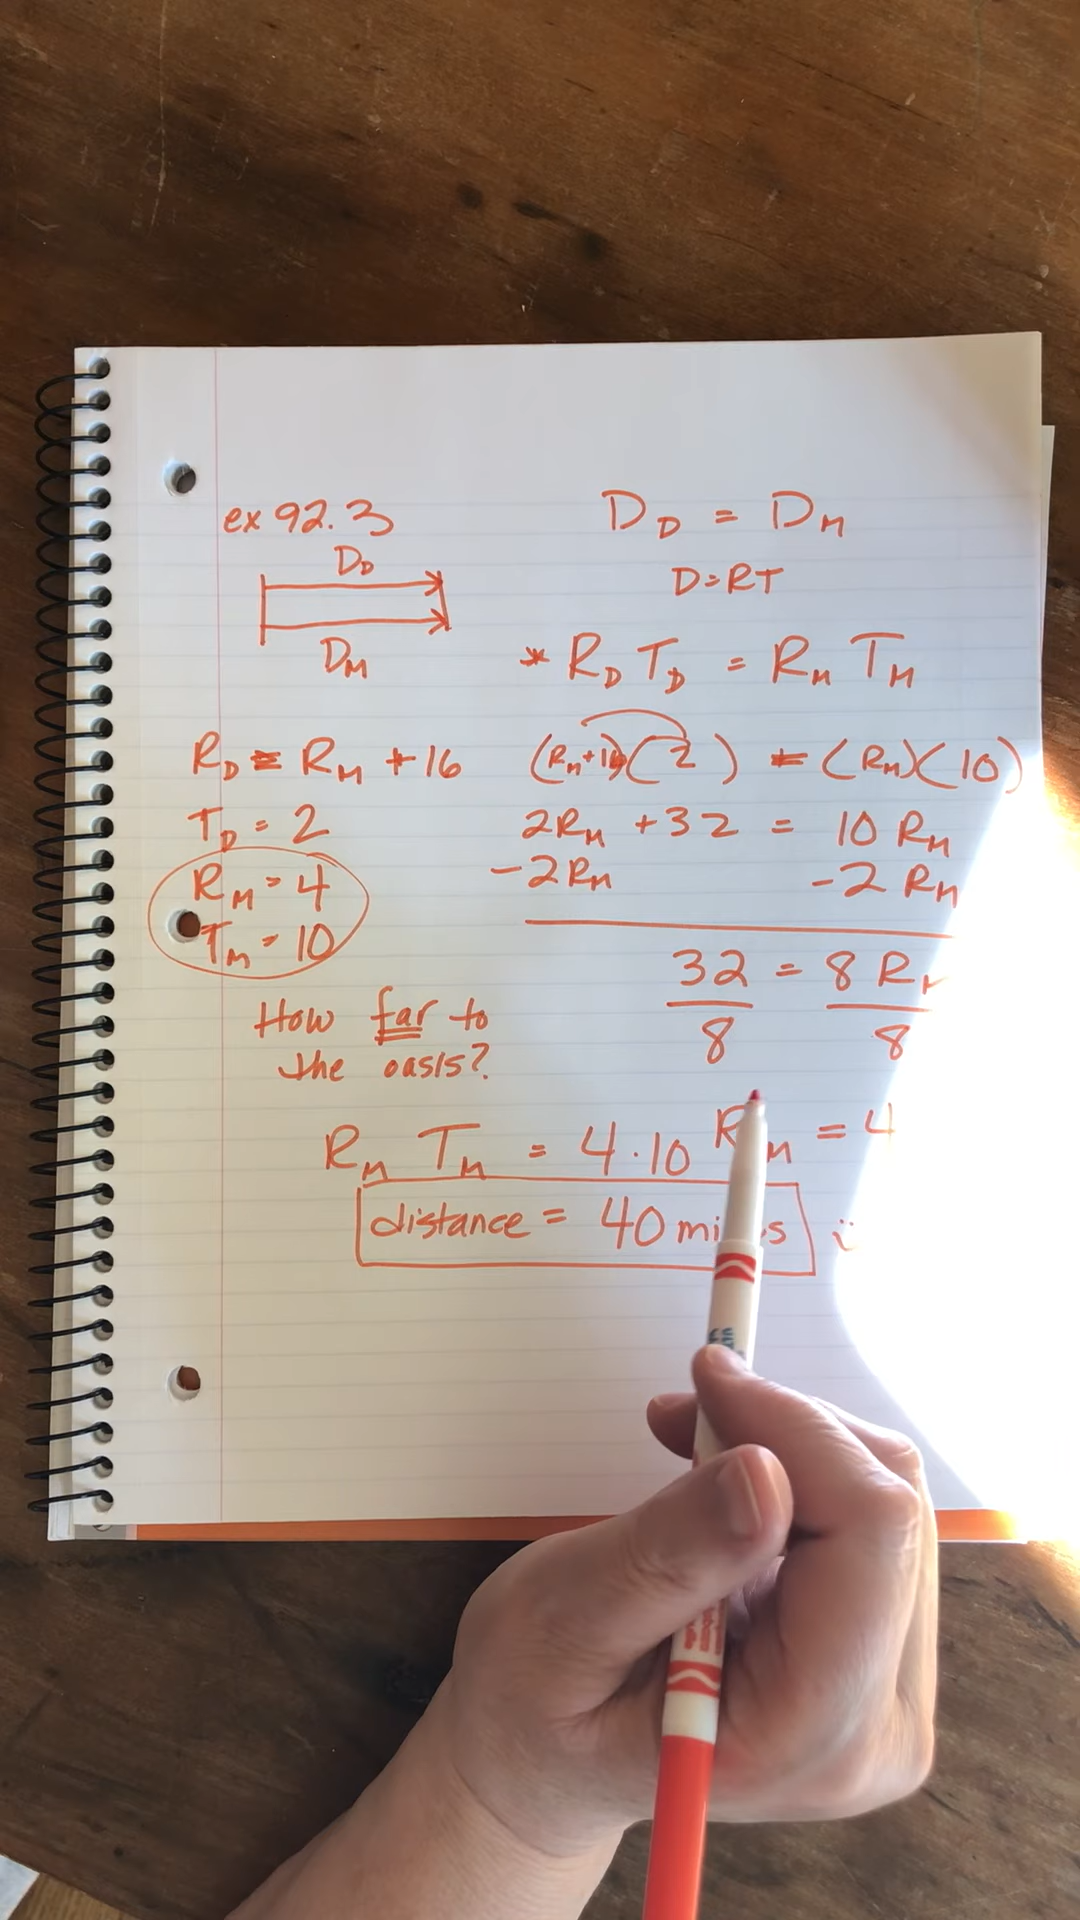 ex 92.3
D_D
D_M
D_D = D_M
D=RT
* R_D T_D = R_M T_M
R_D = R_M + 16
T_D = 2
R_M = 4
T_M = 10
(R_M+16)(2) = (R_M)(10)
2R_M +32 = 10 R_M
-2R_M -2 R_M
32 = 8 R
8 8
R_M = 4
How far to
the oasis?
R_M T_M = 4·10
distance = 40